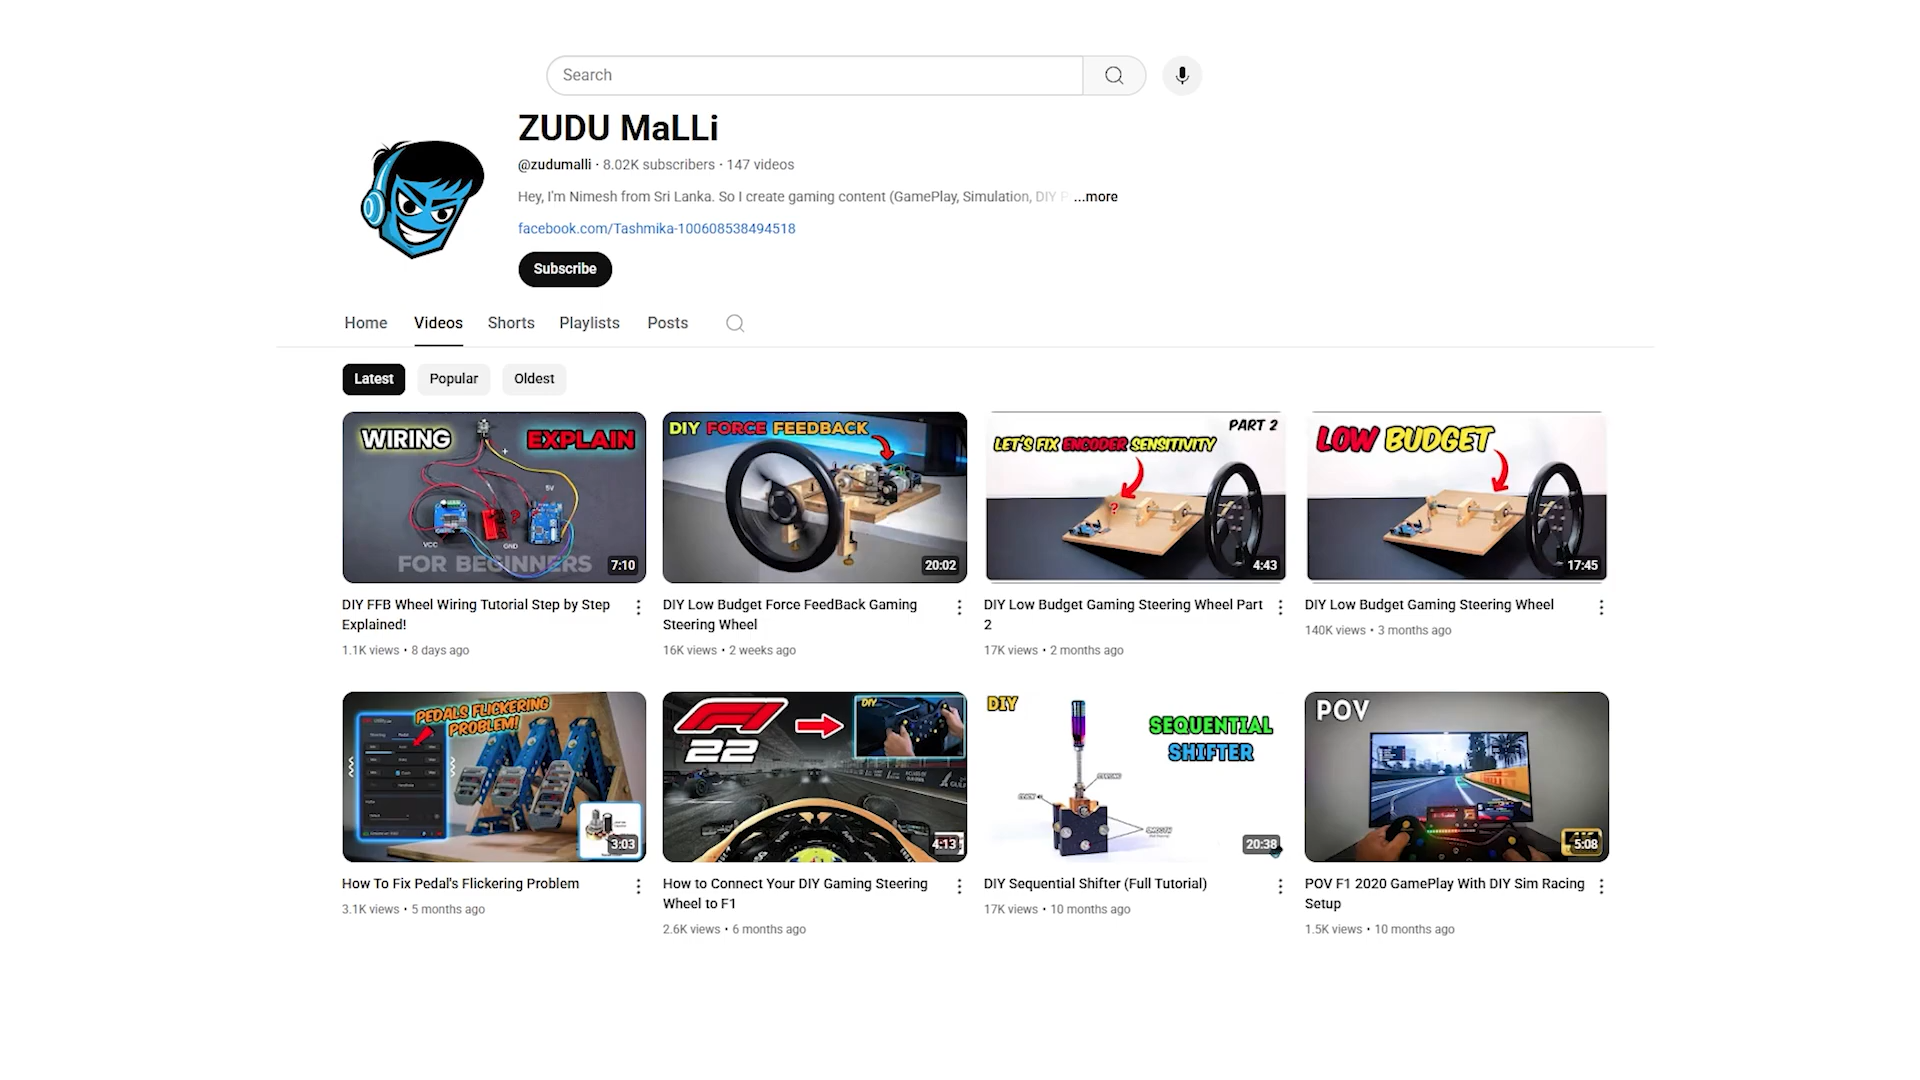 Search
ZUDU MaLLi
@zudumalli · 8.02K subscribers · 147 videos
Hey, I'm Nimesh from Sri Lanka. So I create gaming content (GamePlay, Simulation, DIY P ...more
facebook.com/Tashmika-100608538494518
Subscribe
Home Videos Shorts Playlists Posts
Latest Popular Oldest
WIRING EXPLAIN
5V
VCC GND
FOR BEGINNERS
7:10
DIY FORCE FEEDBACK
20:02
PART 2
LET'S FIX ENCODER SENSITIVITY
?
4:43
LOW BUDGET
17:45
DIY FFB Wheel Wiring Tutorial Step by Step
Explained!
1.1K views • 8 days ago
DIY Low Budget Force FeedBack Gaming
Steering Wheel
16K views • 2 weeks ago
DIY Low Budget Gaming Steering Wheel Part
2
17K views • 2 months ago
DIY Low Budget Gaming Steering Wheel
140K views • 3 months ago
PEDALS FLICKERING
PROBLEM!
3:03
F1
22
DIY
4:13
DIY
SEQUENTIAL
SHIFTER
20:38
POV
5:08
How To Fix Pedal's Flickering Problem
3.1K views • 5 months ago
How to Connect Your DIY Gaming Steering
Wheel to F1
2.6K views • 6 months ago
DIY Sequential Shifter (Full Tutorial)
17K views • 10 months ago
POV F1 2020 GamePlay With DIY Sim Racing
Setup
1.5K views • 10 months ago